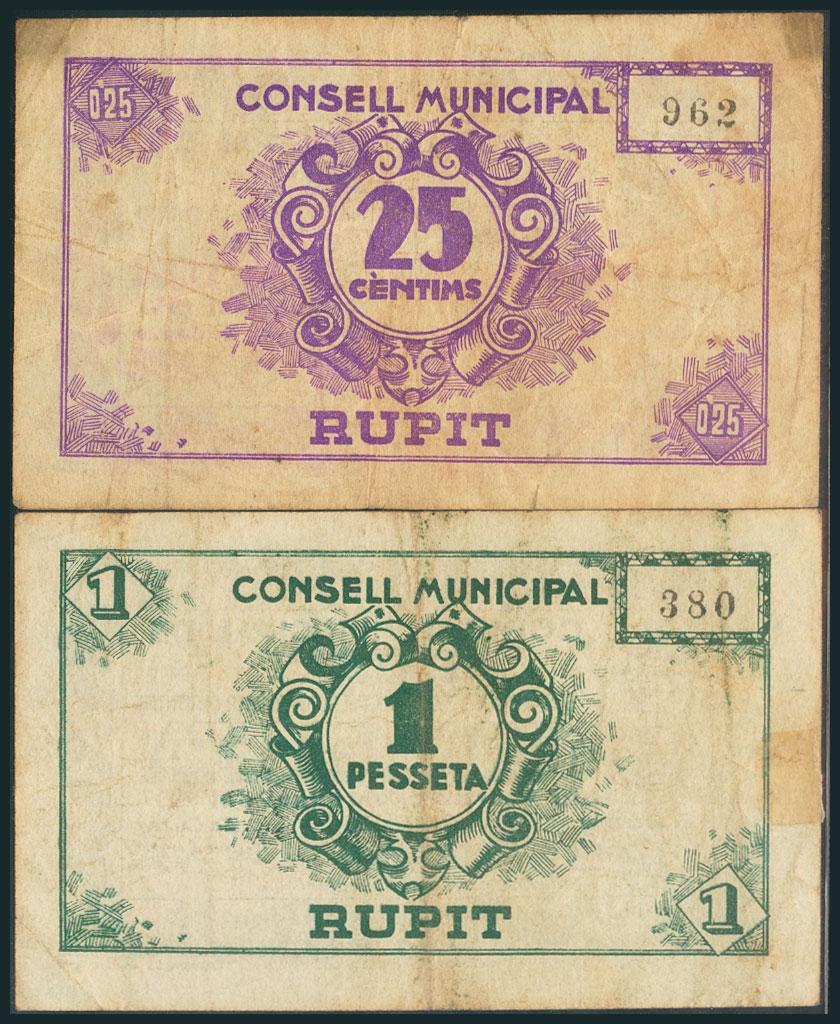 0'25
CONSELL MUNICIPAL
962
25
CÈNTIMS
RUPIT
0'25
1
CONSELL MUNICIPAL
380
1
PESSETA
RUPIT
1